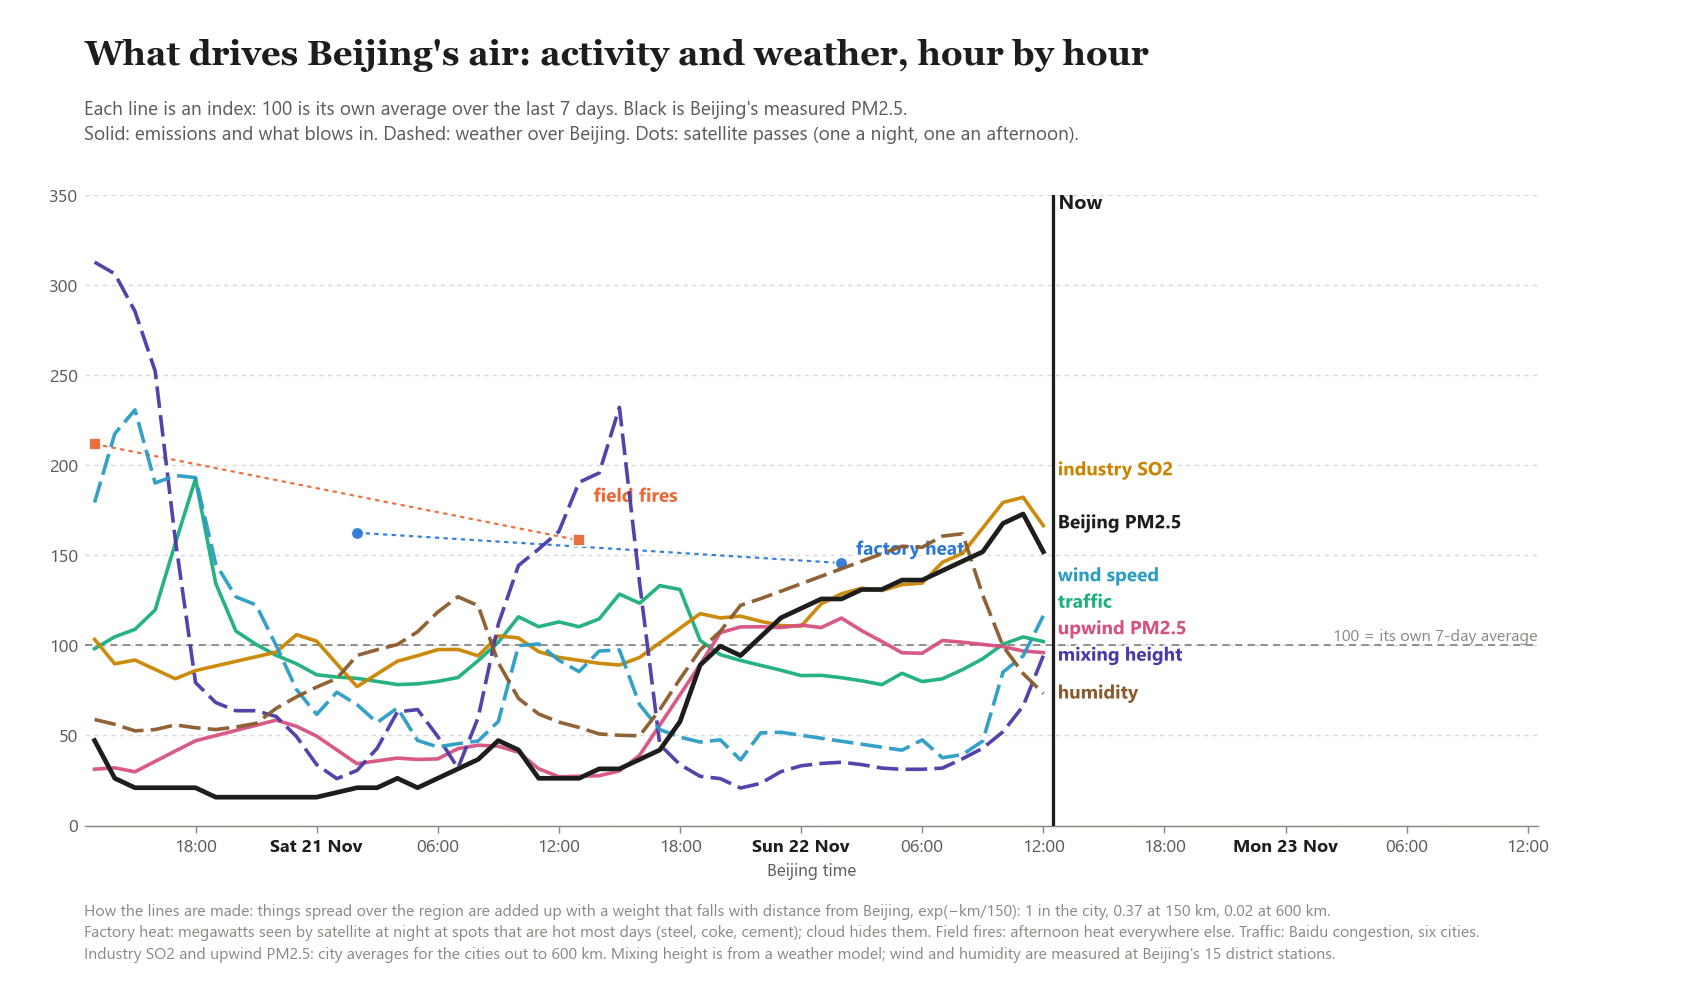 What drives Beijing's air: activity and weather, hour by hour
Each line is an index: 100 is its own average over the last 7 days. Black is Beijing's measured PM2.5.
Solid: emissions and what blows in. Dashed: weather over Beijing. Dots: satellite passes (one a night, one an afternoon).
350
300
250
200
150
100
50
0
Now
field fires
factory heat
industry SO2
Beijing PM2.5
wind speed
traffic
upwind PM2.5
mixing height
humidity
100 = its own 7-day average
18:00 Sat 21 Nov 06:00 12:00 18:00 Sun 22 Nov 06:00 12:00 18:00 Mon 23 Nov 06:00 12:00
Beijing time
How the lines are made: things spread over the region are added up with a weight that falls with distance from Beijing, exp(−km/150): 1 in the city, 0.37 at 150 km, 0.02 at 600 km.
Factory heat: megawatts seen by satellite at night at spots that are hot most days (steel, coke, cement); cloud hides them. Field fires: afternoon heat everywhere else. Traffic: Baidu congestion, six cities.
Industry SO2 and upwind PM2.5: city averages for the cities out to 600 km. Mixing height is from a weather model; wind and humidity are measured at Beijing's 15 district stations.